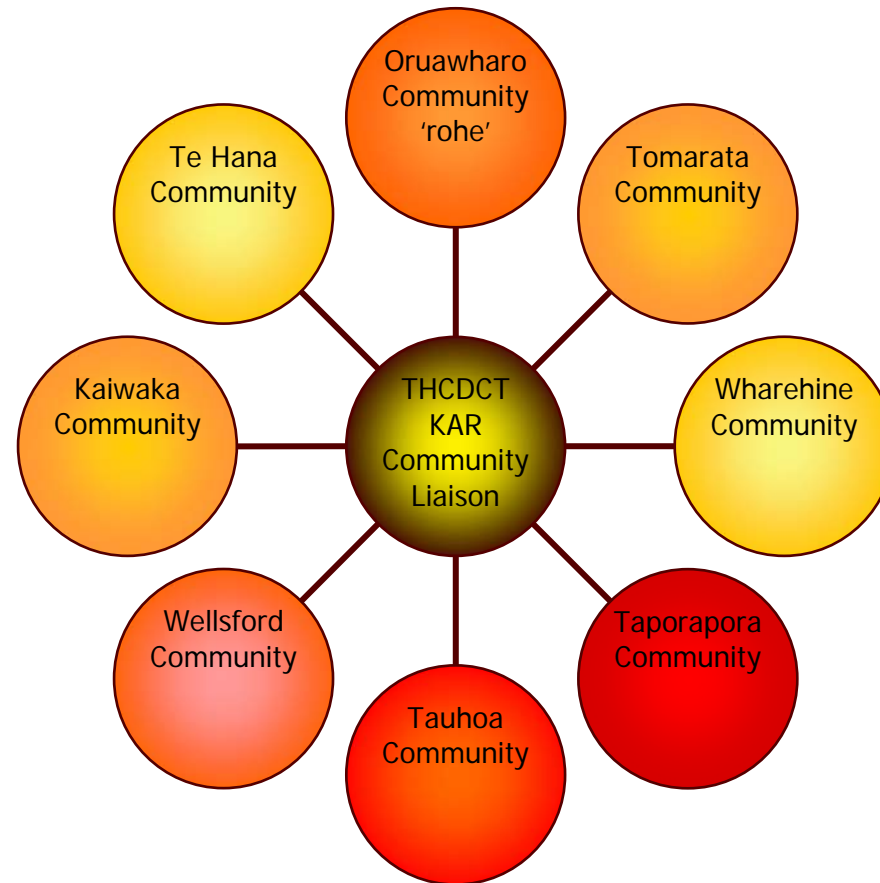 Oruawharo
Community
‘rohe’
Tomarata
Community
Wharehine
Community
Taporapora
Community
Tauhoa
Community
Wellsford
Community
Kaiwaka
Community
Te Hana
Community
THCDCT
KAR
Community
Liaison